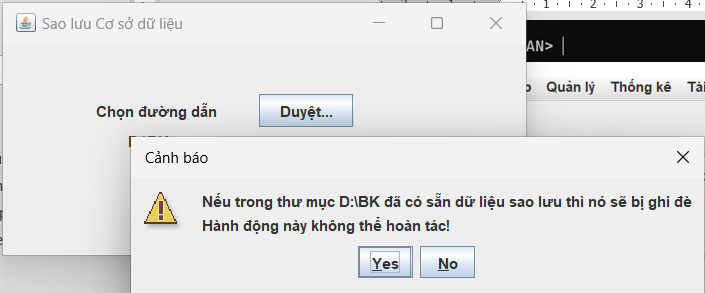 Sao lưu Cơ sở dữ liệu
AN>
Quản lý Thống kê
Chọn đường dẫn Duyệt...
Cảnh báo
Nếu trong thư mục D:\BK đã có sẵn dữ liệu sao lưu thì nó sẽ bị ghi đè
Hành động này không thể hoàn tác!
Yes No